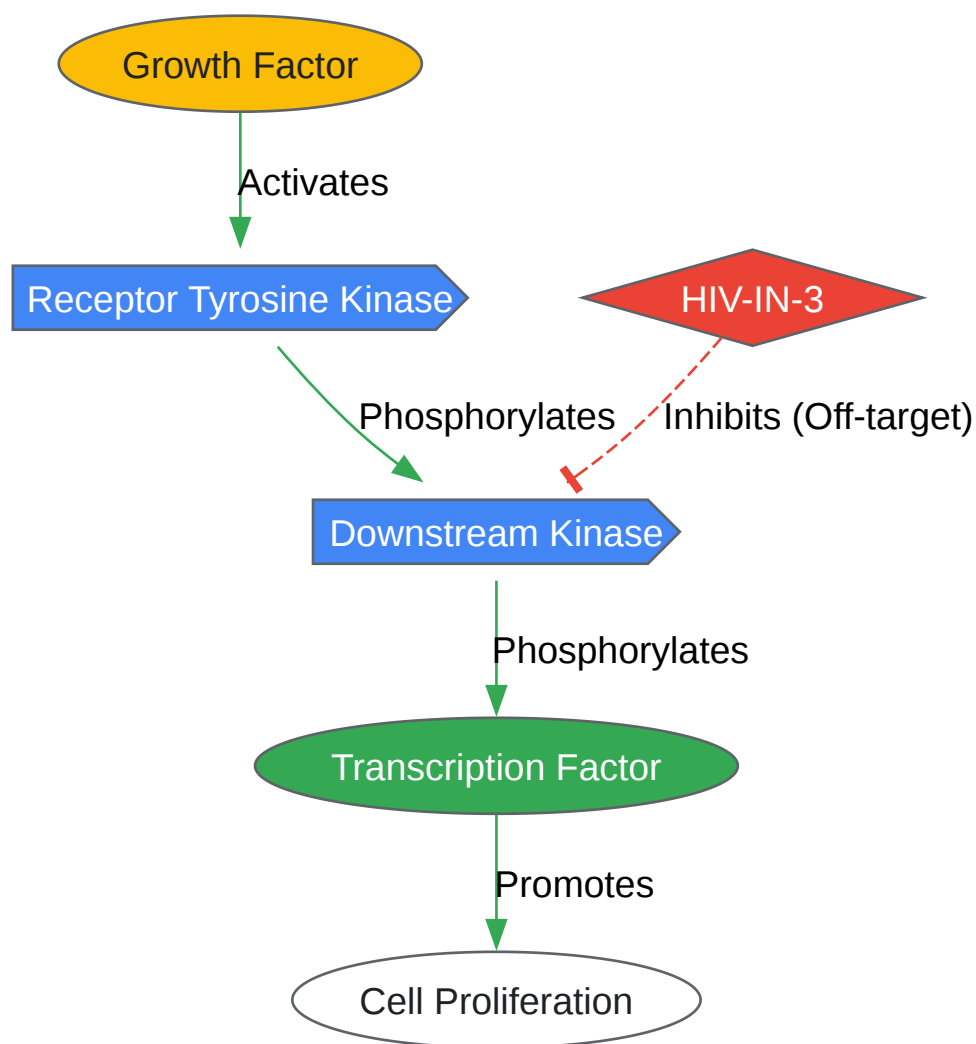 Growth Factor
Activates
Receptor Tyrosine Kinase
HIV-IN-3
Phosphorylates
Inhibits (Off-target)
Downstream Kinase
Phosphorylates
Transcription Factor
Promotes
Cell Proliferation